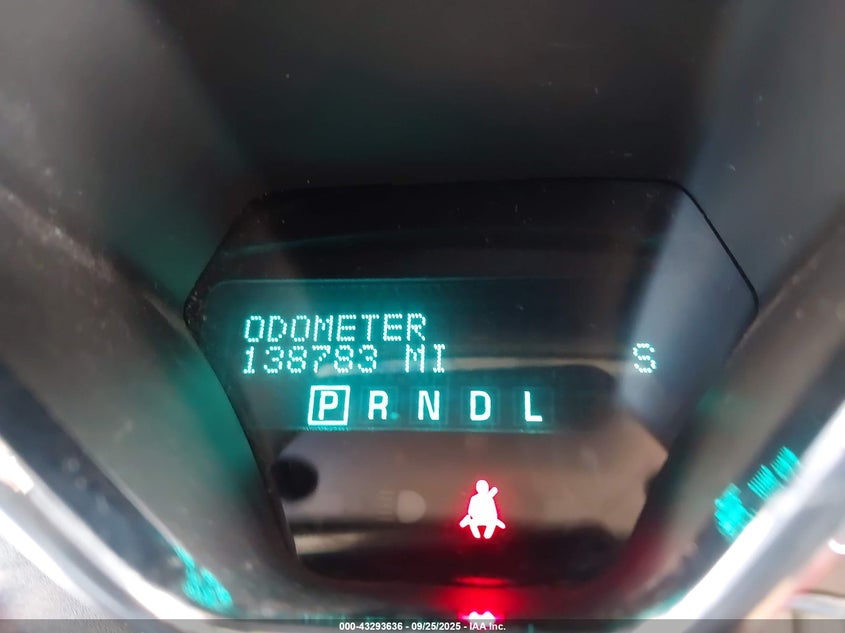 ODOMETER
138783 MI S
P R N D L
000-43293636 - 09/25/2025 - IAA Inc.